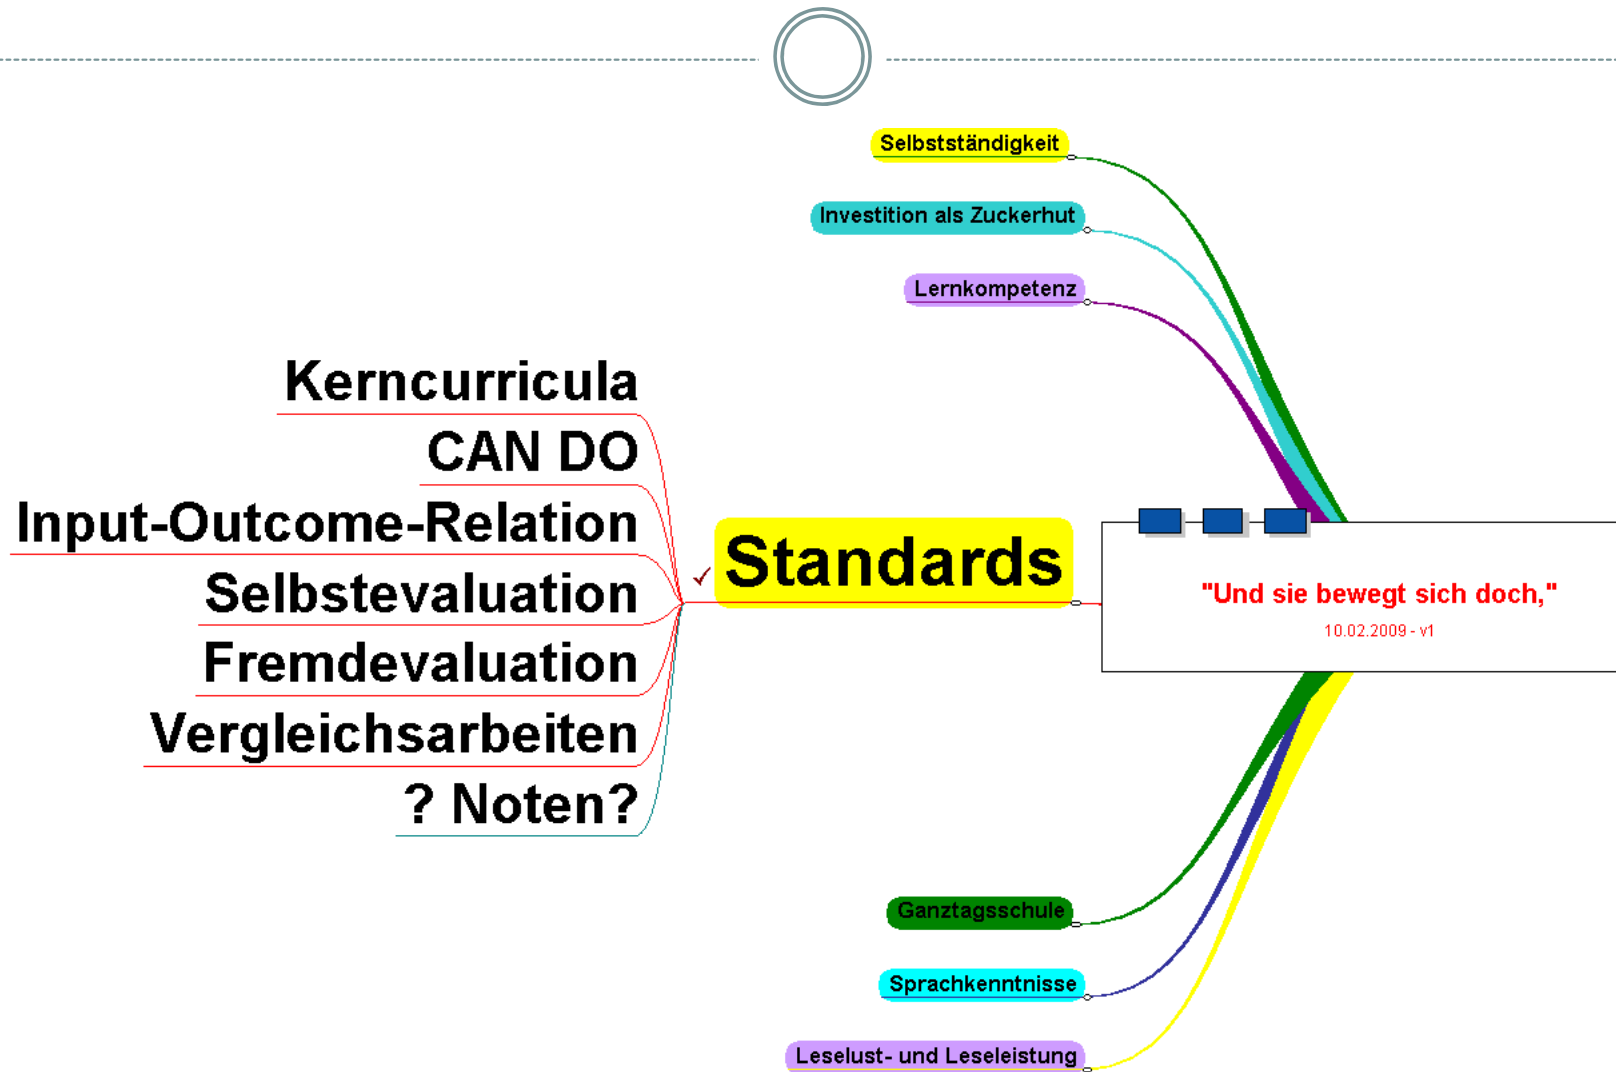 Selbstständigkeit
Investition als Zuckerhut
Lernkompetenz
Kerncurricula
CAN DO
Input-Outcome-Relation
Selbstevaluation
Fremdevaluation
Vergleichsarbeiten
? Noten?
Standards
"Und sie bewegt sich doch,"
10.02.2009 - v1
Ganztagsschule
Sprachkenntnisse
Leselust- und Leseleistung